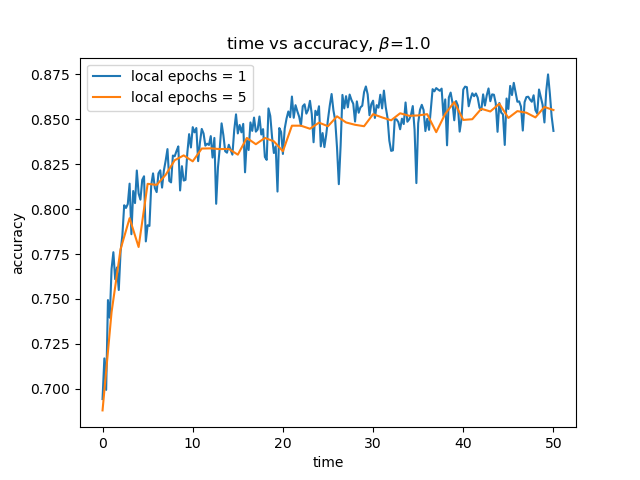 time vs accuracy, β=1.0
local epochs = 1
local epochs = 5
0.875
0.850
0.825
0.800
0.775
0.750
0.725
0.700
accuracy
0 10 20 30 40 50
time